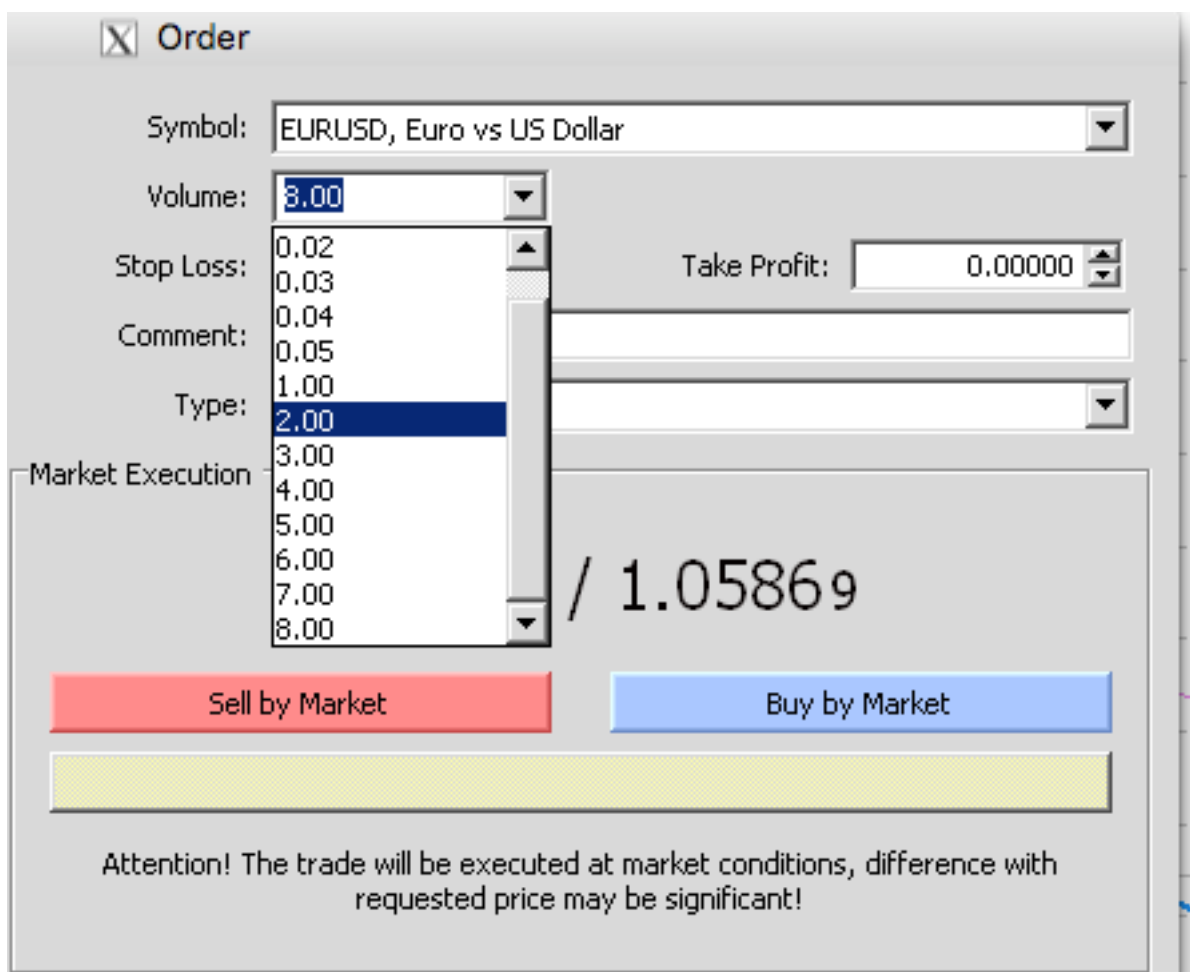 X Order
Symbol: EURUSD, Euro vs US Dollar
Volume: 8.00
0.02
Stop Loss: Take Profit: 0.00000
0.03
0.04
Comment:
0.05
1.00
Type:
2.00
3.00
Market Execution
4.00
5.00
6.00
/ 1.05869
7.00
8.00
Sell by Market Buy by Market
Attention! The trade will be executed at market conditions, difference with
requested price may be significant!